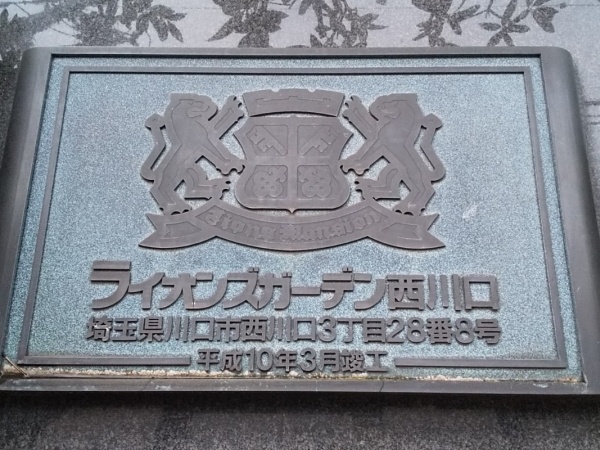 Lions Mansion
ライオンズガーデン西川口
埼玉県川口市西川口3丁目28番8号
平成10年3月竣工